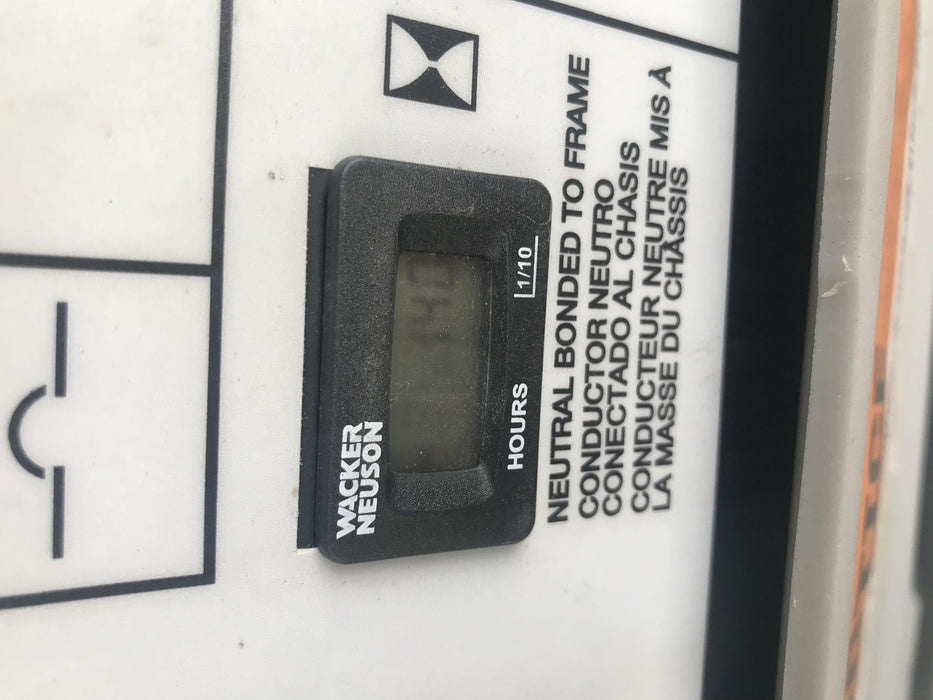 WACKER
NEUSON
HOURS
1/10
NEUTRAL BONDED TO FRAME
CONDUCTOR NEUTRO
CONECTADO AL CHASIS
CONDUCTEUR NEUTRE MIS À
LA MASSE DU CHÂSSIS